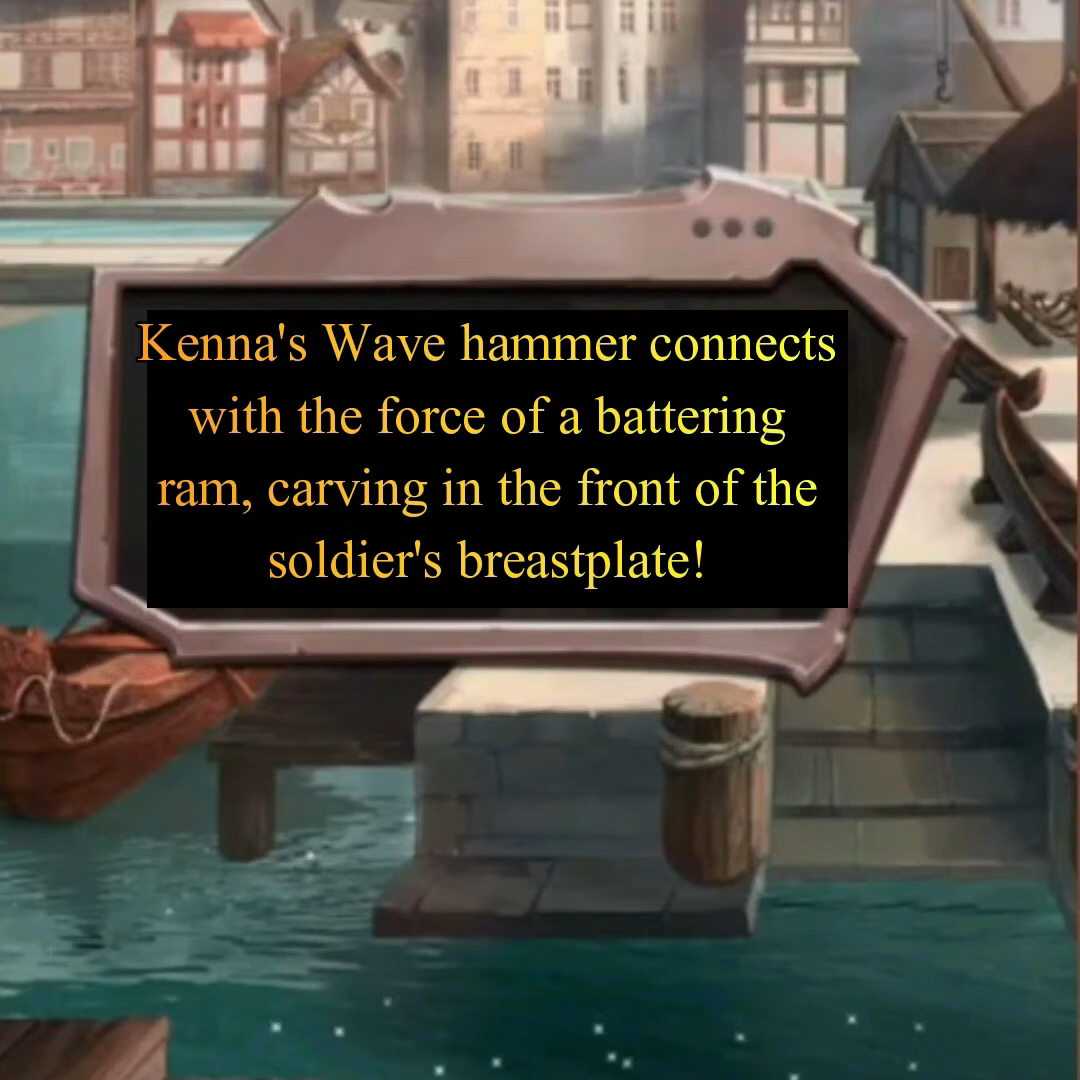 Kenna's Wave hammer connects
with the force of a battering
ram, carving in the front of the
soldier's breastplate!